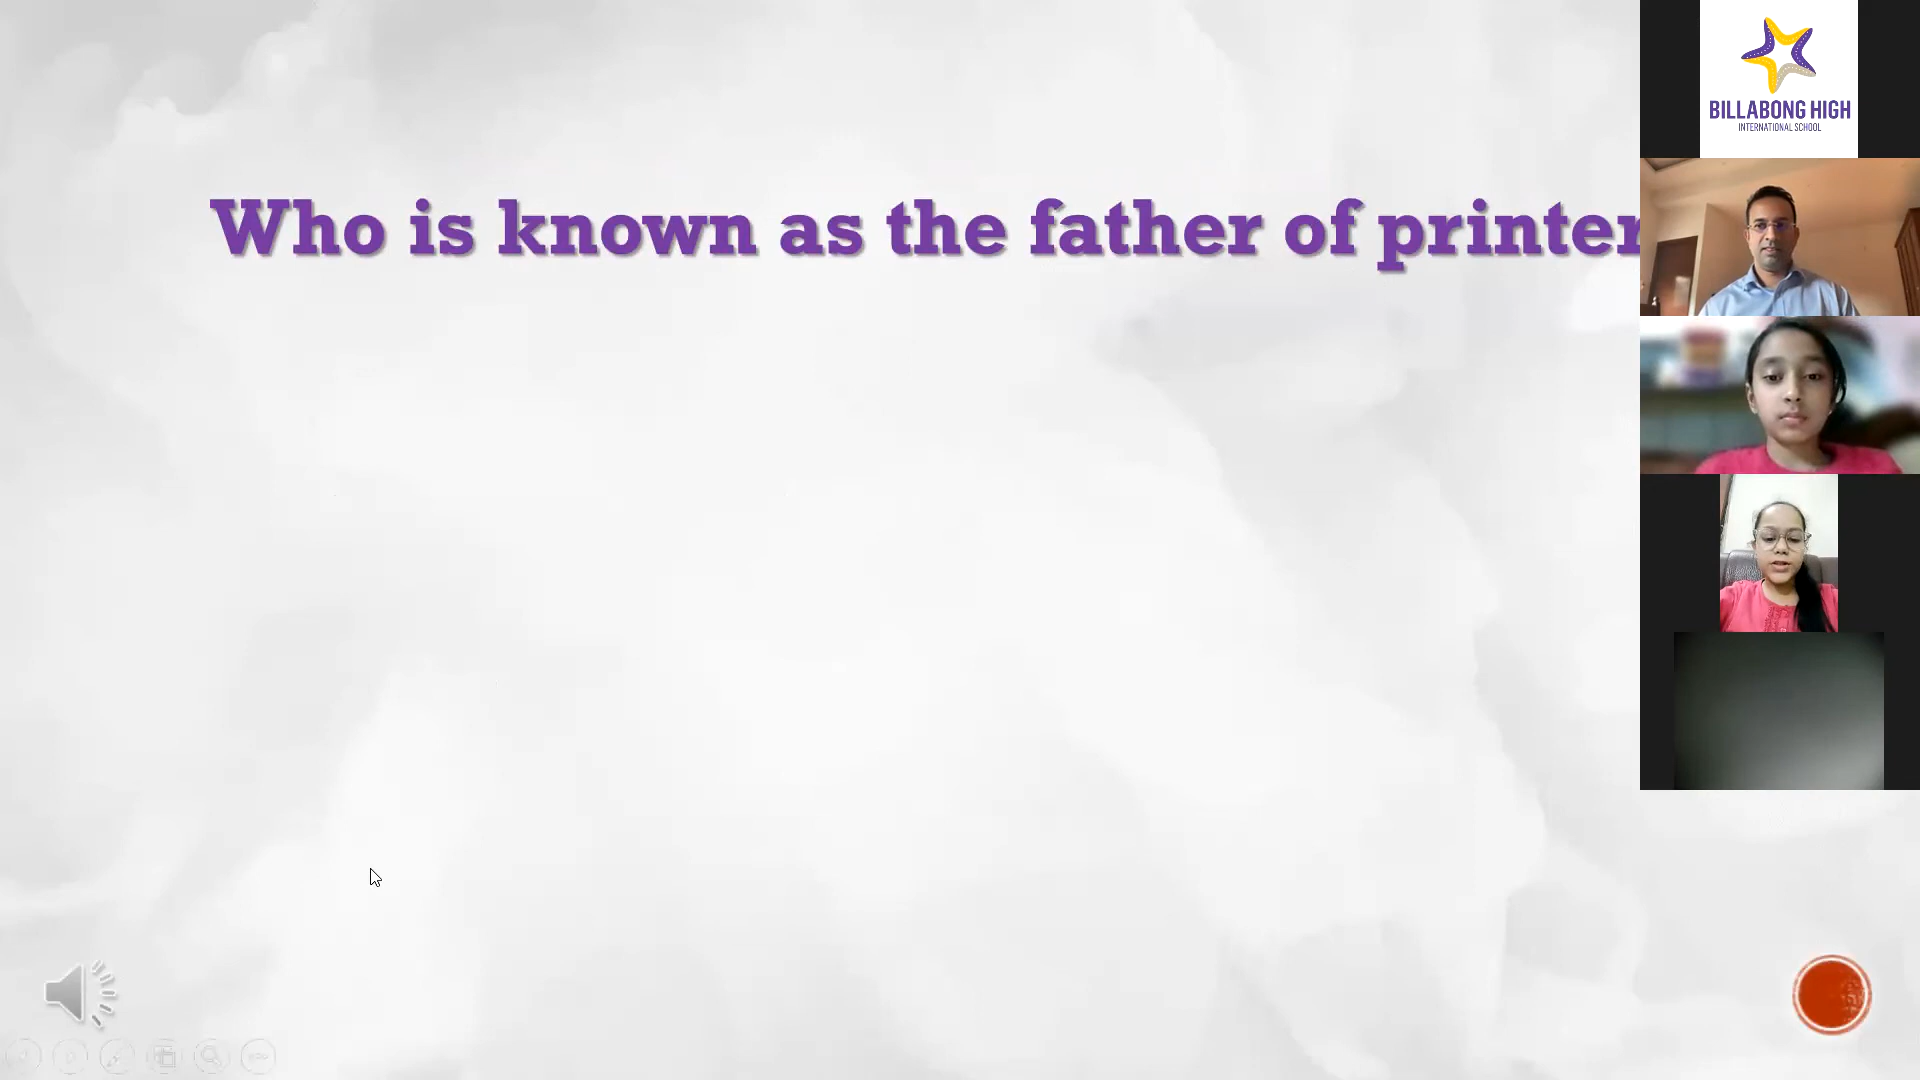 Who is known as the father of printer
BILLABONG HIGH
INTERNATIONAL SCHOOL